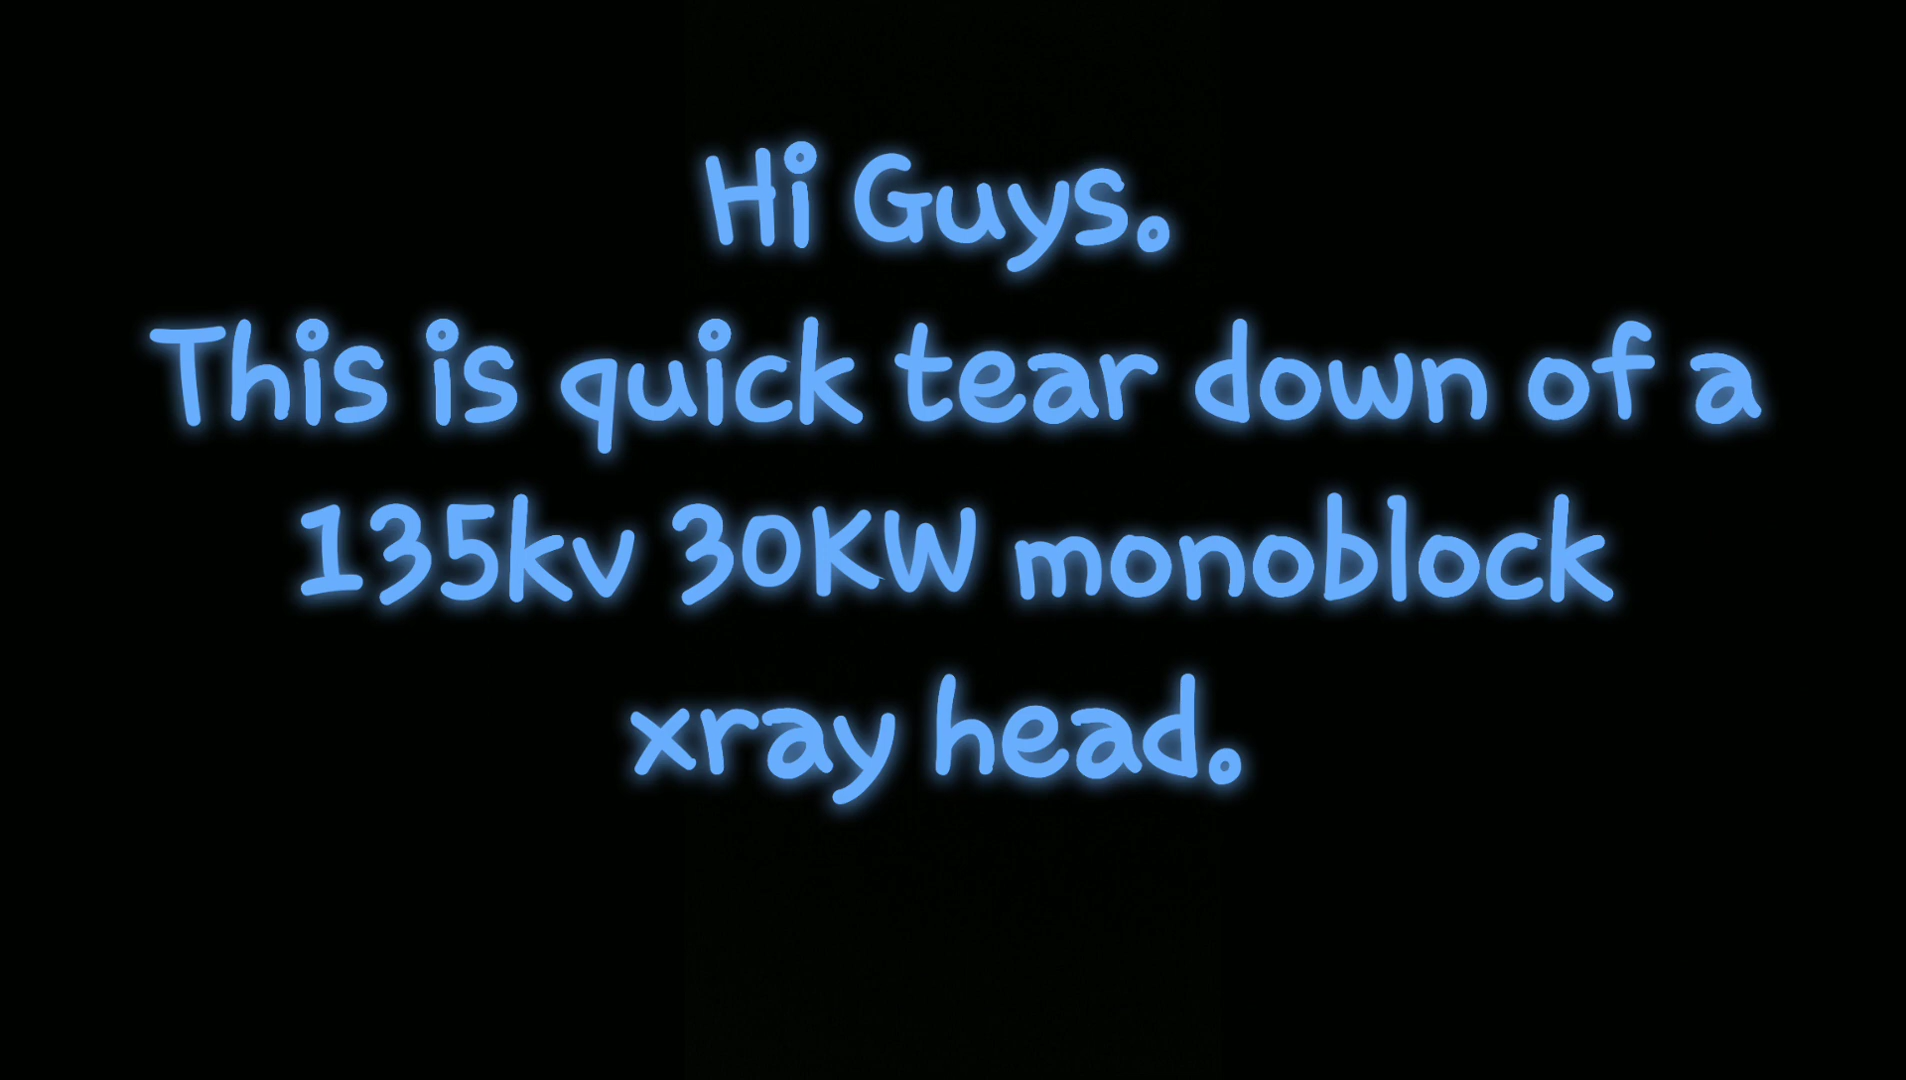 Hi Guys.
This is quick tear down of a
135kv 30KW monoblock
xray head.